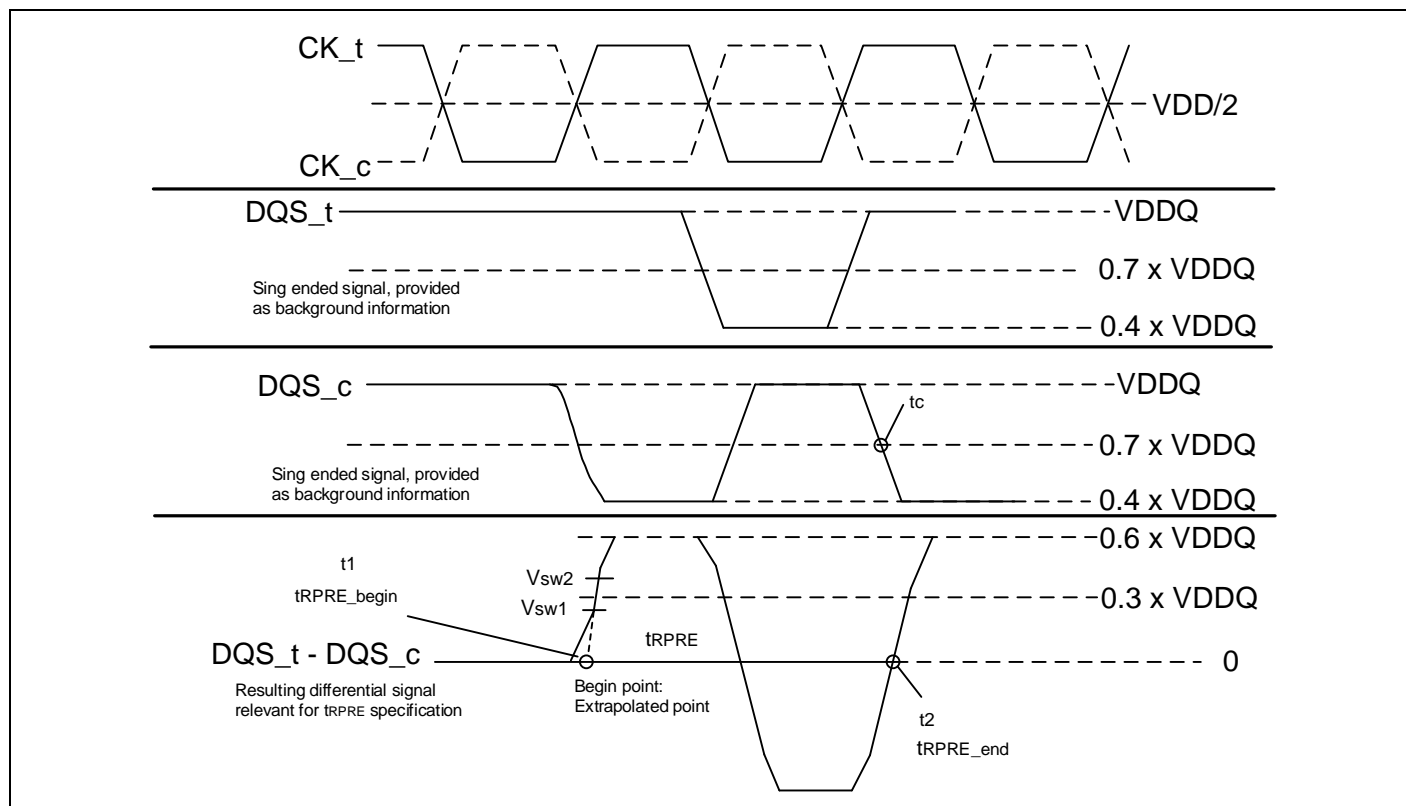 CK_t
VDD/2
CK_c
DQS_t
VDDQ
0.7 x VDDQ
Sing ended signal, provided
as background information
0.4 x VDDQ
DQS_c
VDDQ
tc
0.7 x VDDQ
Sing ended signal, provided
as background information
0.4 x VDDQ
0.6 x VDDQ
t1
Vsw2
tRPRE_begin
0.3 x VDDQ
Vsw1
tRPRE
DQS_t - DQS_c
0
Resulting differential signal
relevant for tRPRE specification
Begin point:
Extrapolated point
t2
tRPRE_end